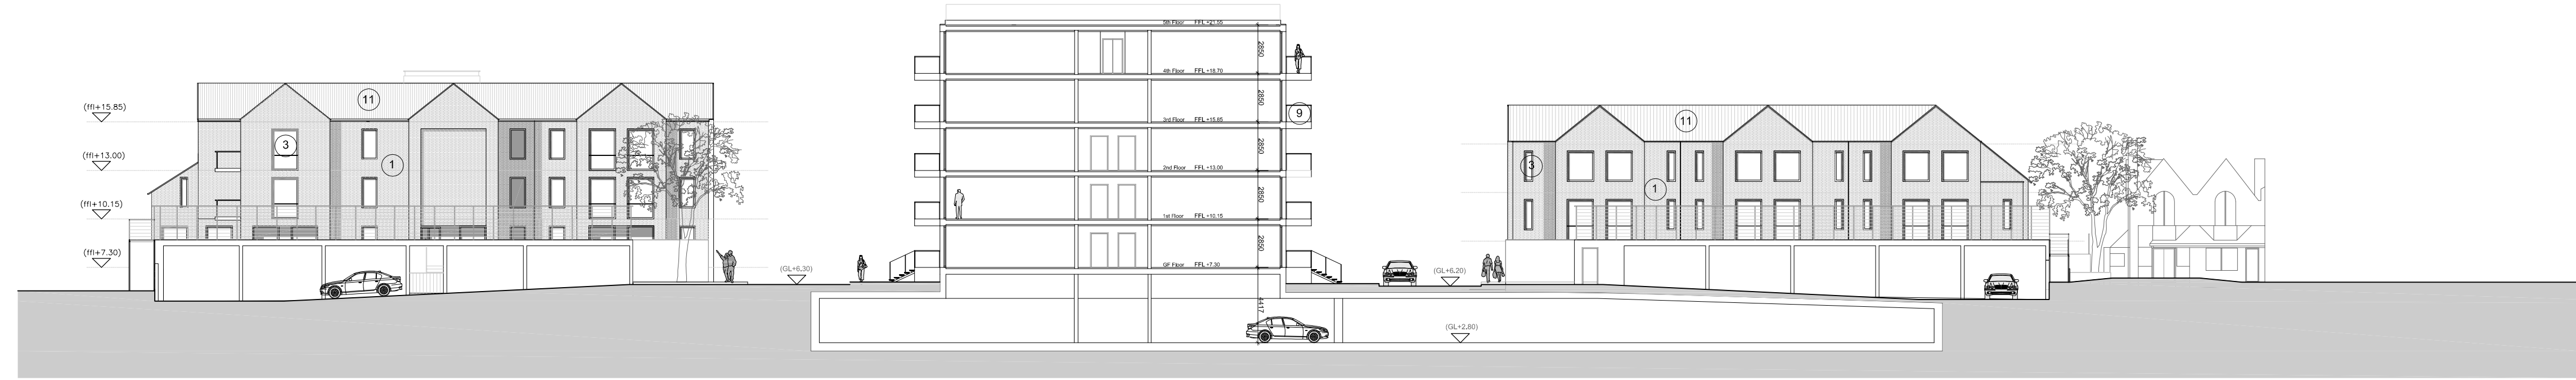 (ffl+15.85)
(ffl+13.00)
(ffl+10.15)
(ffl+7.30)
11
3
1
(GL+6.30)
5th Floor FFL +21.55
2850
4th Floor FFL +18.70
2850
3rd Floor FFL +15.85
2850
2nd Floor FFL +13.00
2850
1st Floor FFL +10.15
2850
GF Floor FFL +7.30
4417
9
(GL+6.20)
(GL+2.80)
11
3
1